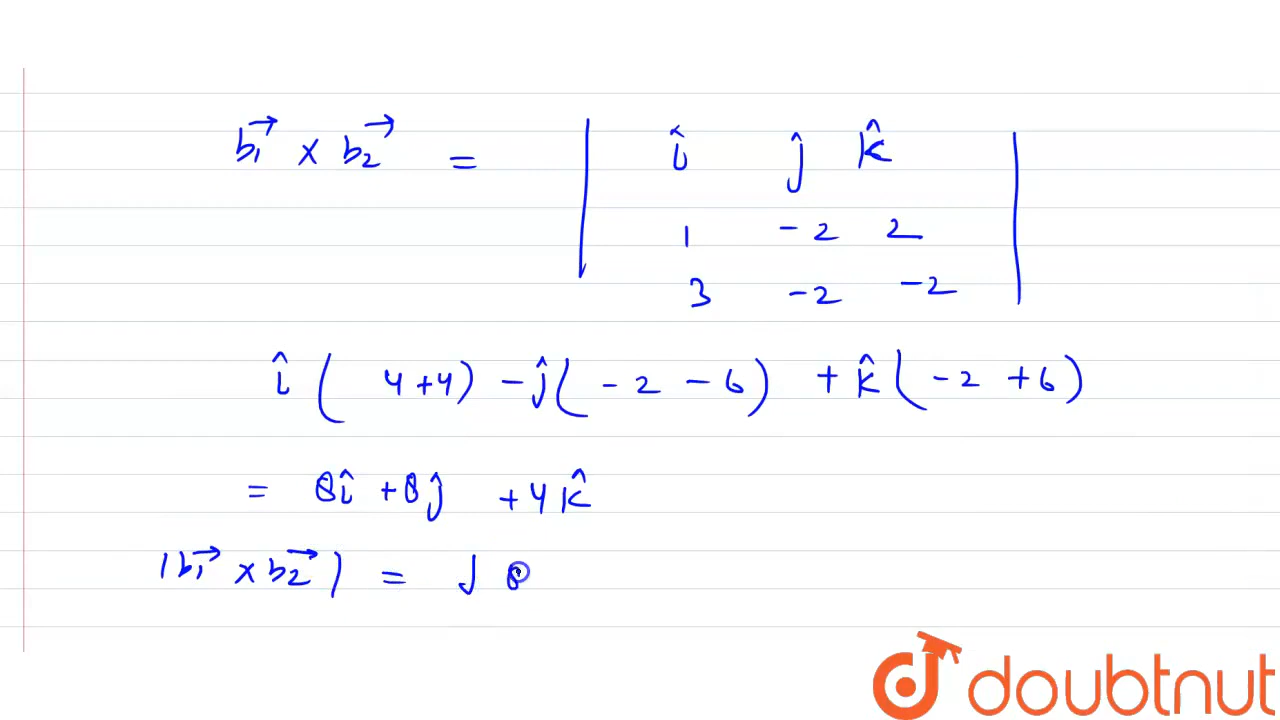 b₁→ × b₂→ = | î ĵ k̂
1 -2 2
3 -2 -2 |
î ( 4+4) - ĵ( -2 - 6) + k̂ ( -2 + 6)
= 8î + 8ĵ + 4k̂
|b₁→ × b₂→| = √ 8
doubtnut